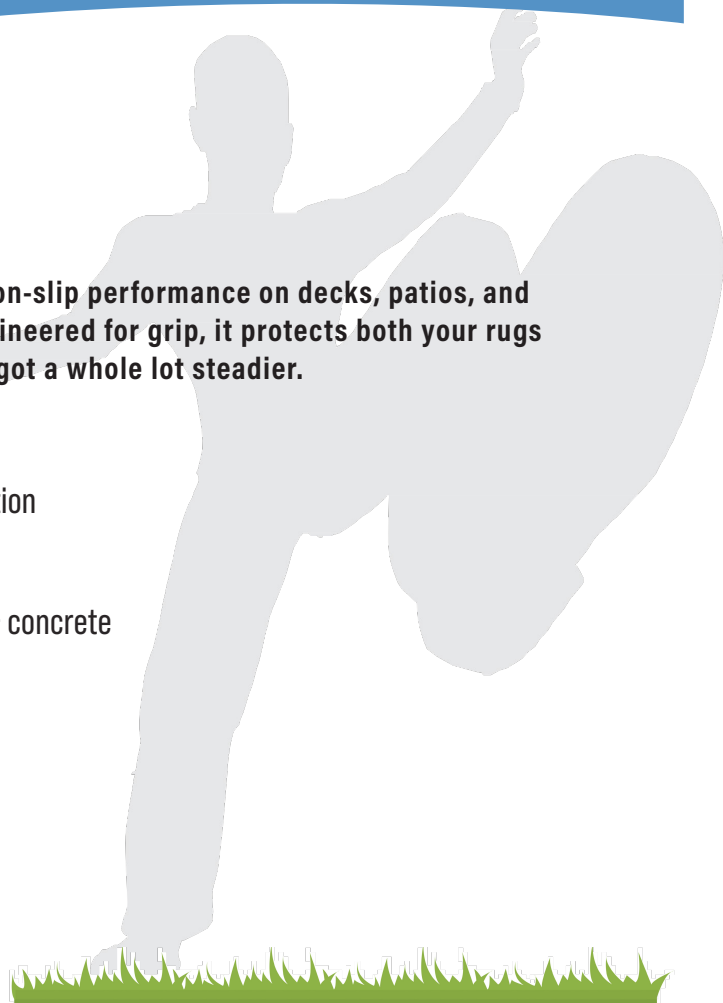 on-slip performance on decks, patios, and
ineered for grip, it protects both your rugs
got a whole lot steadier.
tion
concrete